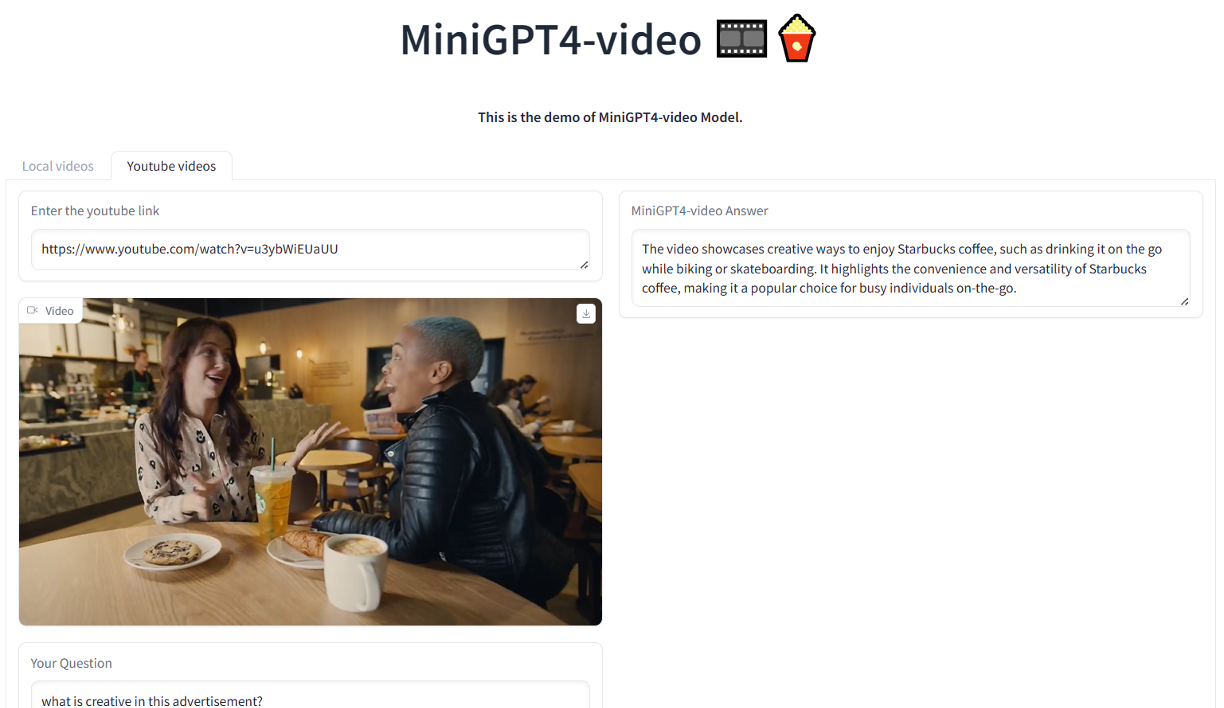 MiniGPT4-video
This is the demo of MiniGPT4-video Model.
Local videos
Youtube videos
Enter the youtube link
https://www.youtube.com/watch?v=u3ybWiEUaUU
Video
Your Question
what is creative in this advertisement?
MiniGPT4-video Answer
The video showcases creative ways to enjoy Starbucks coffee, such as drinking it on the go
while biking or skateboarding. It highlights the convenience and versatility of Starbucks
coffee, making it a popular choice for busy individuals on-the-go.